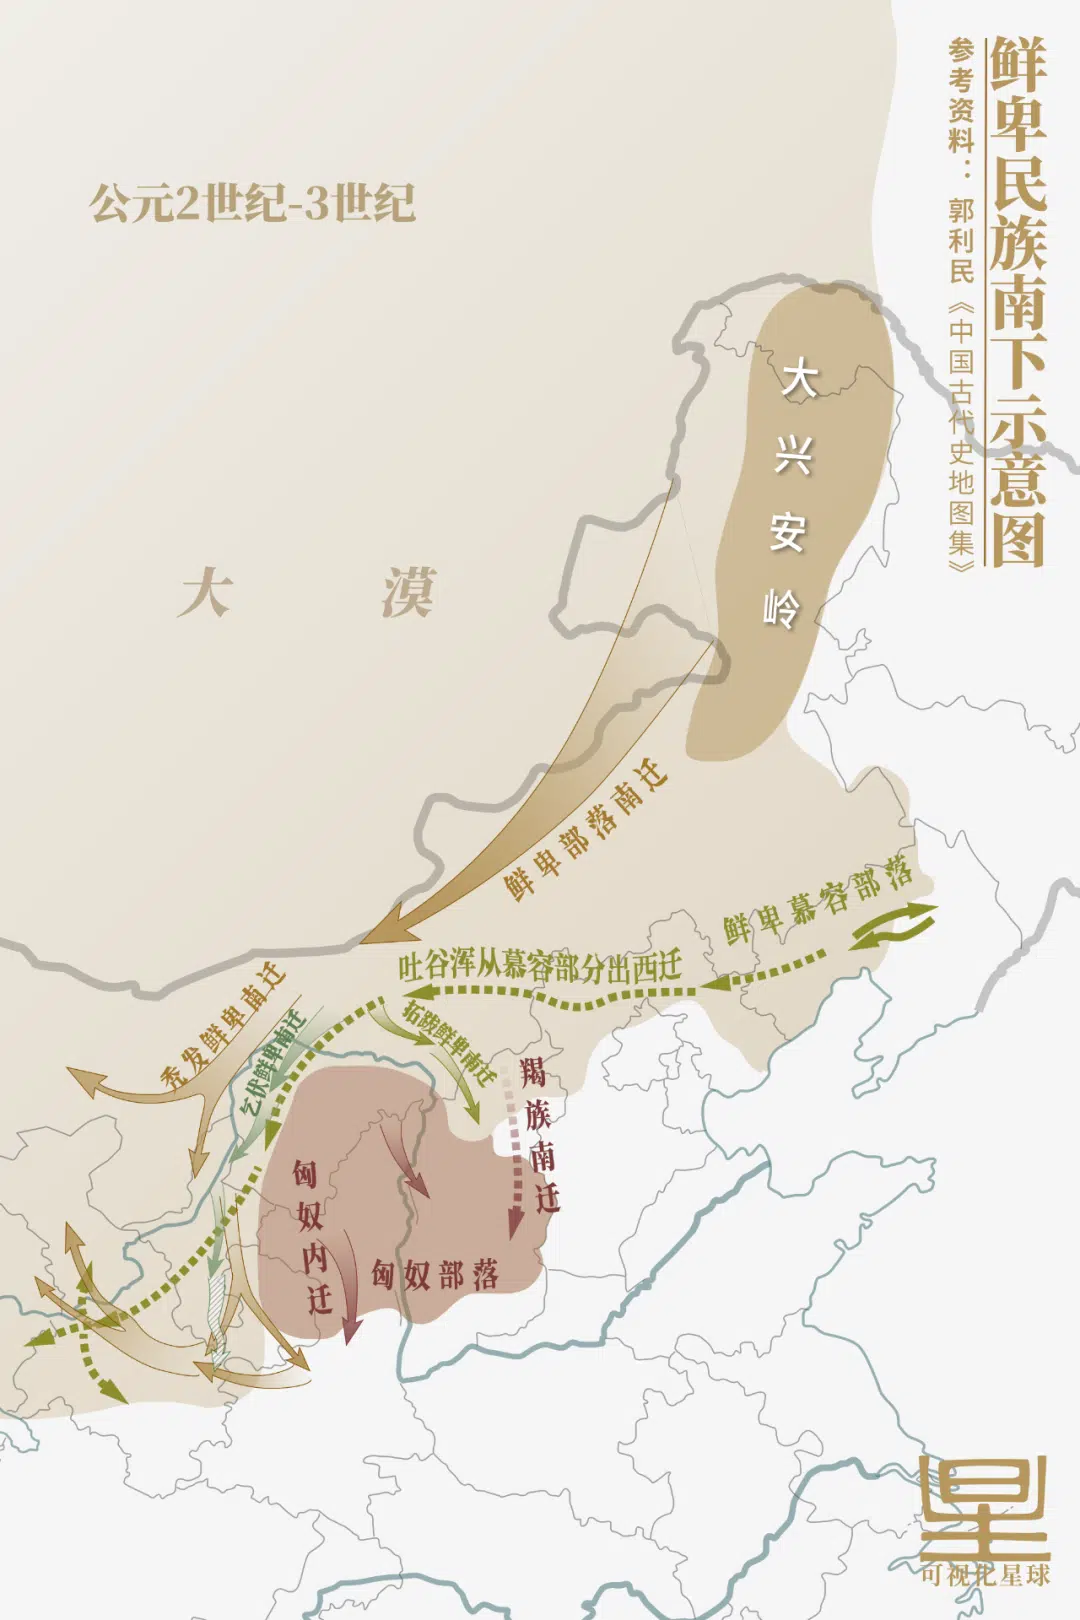 鲜卑民族南下示意图
参考资料：郭利民《中国古代史地图集》
公元2世纪-3世纪
大兴安岭
大漠
鲜卑部落南迁
鲜卑慕容部落
吐谷浑从慕容部分出西迁
秃发鲜卑南迁
乞伏鲜卑南迁
拓跋鲜卑南迁
羯族南迁
匈奴内迁
匈奴部落
星
可视化星球